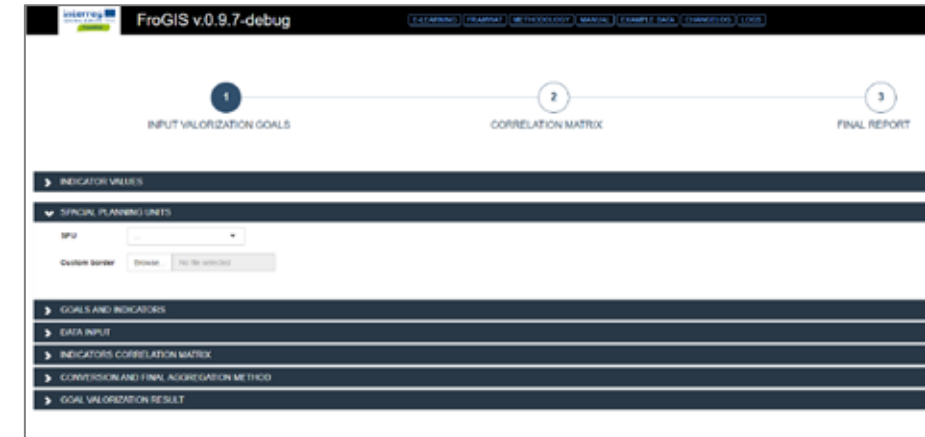 interreg
FroGIS v.0.9.7-debug
E-LEARNING FRAMWAT METHODOLOGY MANUAL EXAMPLE DATA CHANGELOG LOGS
1
2
3
INPUT VALORIZATION GOALS
CORRELATION MATRIX
FINAL REPORT
INDICATOR VALUES
SPACIAL PLANNING UNITS
SPU ...
Custom border Browse... No file selected
GOALS AND INDICATORS
DATA INPUT
INDICATORS CORRELATION MATRIX
CONVERSION AND FINAL AGGREGATION METHOD
GOAL VALORIZATION RESULT